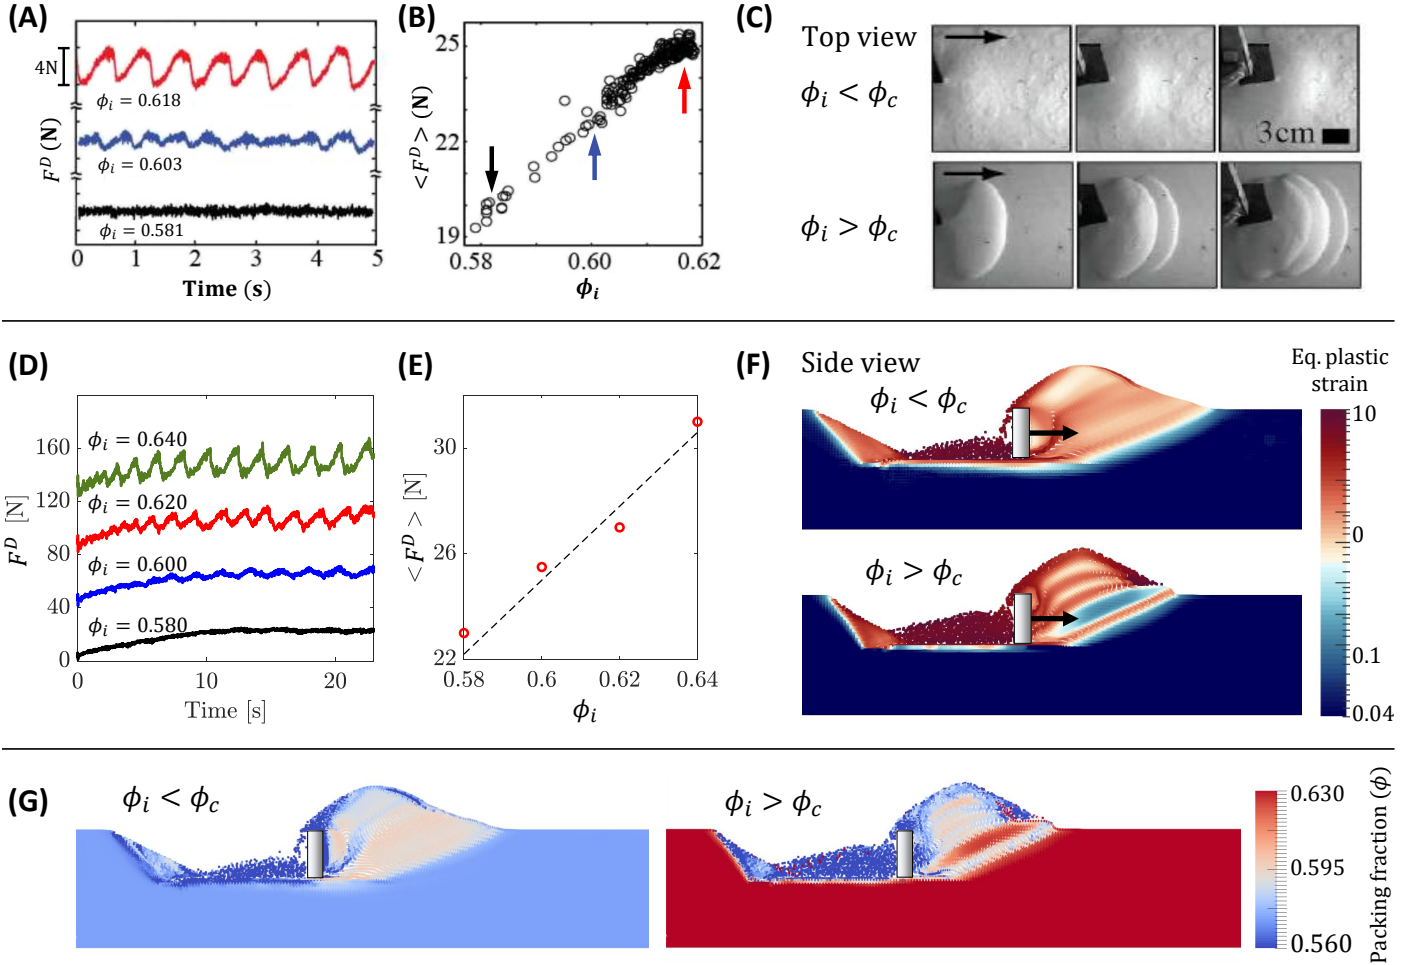 (A)
4N
F^D (N)
ϕ_i = 0.618
ϕ_i = 0.603
ϕ_i = 0.581
0 1 2 3 4 5
Time (s)
(B)
<F^D> (N)
25
22
19
0.58 0.60 0.62
ϕ_i
(C)
Top view
ϕ_i < ϕ_c
3cm
ϕ_i > ϕ_c
(D)
F^D [N]
160
120
80
40
0
ϕ_i = 0.640
ϕ_i = 0.620
ϕ_i = 0.600
ϕ_i = 0.580
0 10 20
Time [s]
(E)
<F^D> [N]
30
26
22
0.58 0.6 0.62 0.64
ϕ_i
(F)
Side view
ϕ_i < ϕ_c
ϕ_i > ϕ_c
Eq. plastic
strain
10
0
0.1
0.04
(G)
ϕ_i < ϕ_c
ϕ_i > ϕ_c
0.630
0.595
0.560
Packing fraction (ϕ)